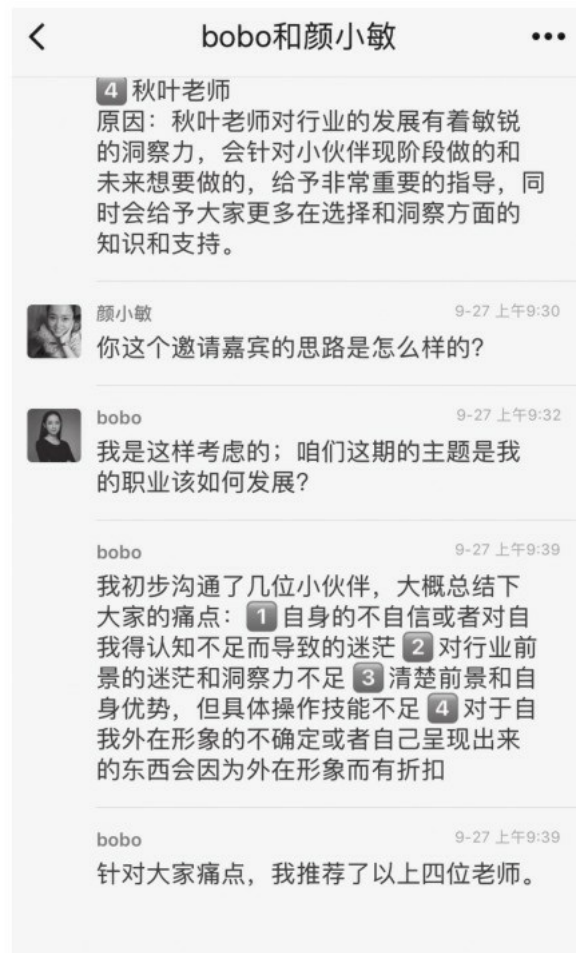 bobo和颜小敏
4 秋叶老师
原因：秋叶老师对行业的发展有着敏锐
的洞察力，会针对小伙伴现阶段做的和
未来想要做的，给予非常重要的指导，同
时会给予大家更多在选择和洞察方面的
知识和支持。
颜小敏 9-27 上午9:30
你这个邀请嘉宾的思路是怎么样的？
bobo 9-27 上午9:32
我是这样考虑的；咱们这期的主题是我
的职业该如何发展？
bobo 9-27 上午9:39
我初步沟通了几位小伙伴，大概总结下
大家的痛点：1 自身的不自信或者对自
我得认知不足而导致的迷茫 2 对行业前
景的迷茫和洞察力不足 3 清楚前景和自
身优势，但具体操作技能不足 4 对于自
我外在形象的不确定或者自己呈现出来
的东西会因为外在形象而有折扣
bobo 9-27 上午9:39
针对大家痛点，我推荐了以上四位老师。